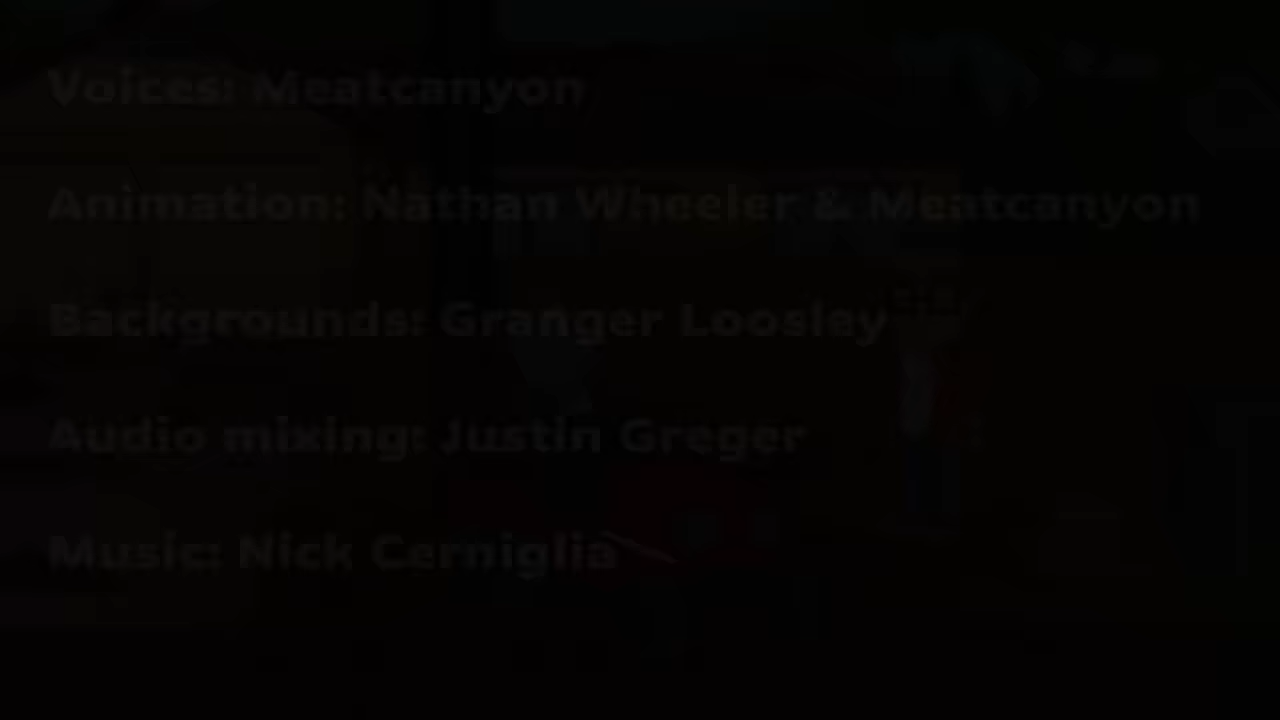 Voices: Meatcanyon
Animation: Nathan Wheeler & Meatcanyon
Backgrounds: Granger Loosley
Audio mixing: Justin Greger
Music: Nick Cerniglia